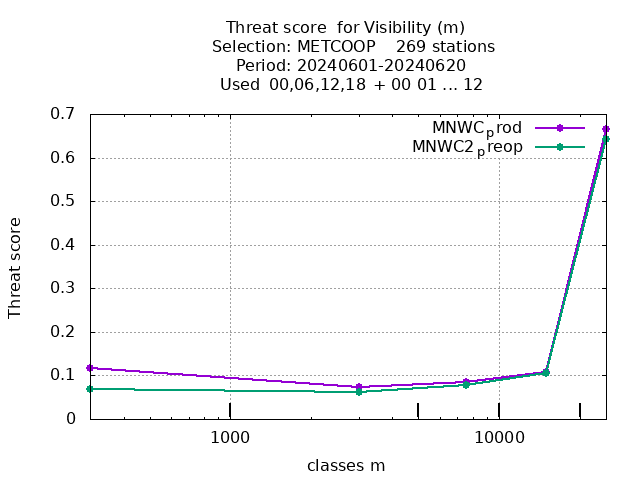 Threat score for Visibility (m)
Selection: METCOOP 269 stations
Period: 20240601-20240620
Used 00,06,12,18 + 00 01 ... 12
MNWCprod
MNWC2preop
0.7
0.6
0.5
0.4
0.3
0.2
0.1
0
Threat score
1000
10000
classes m